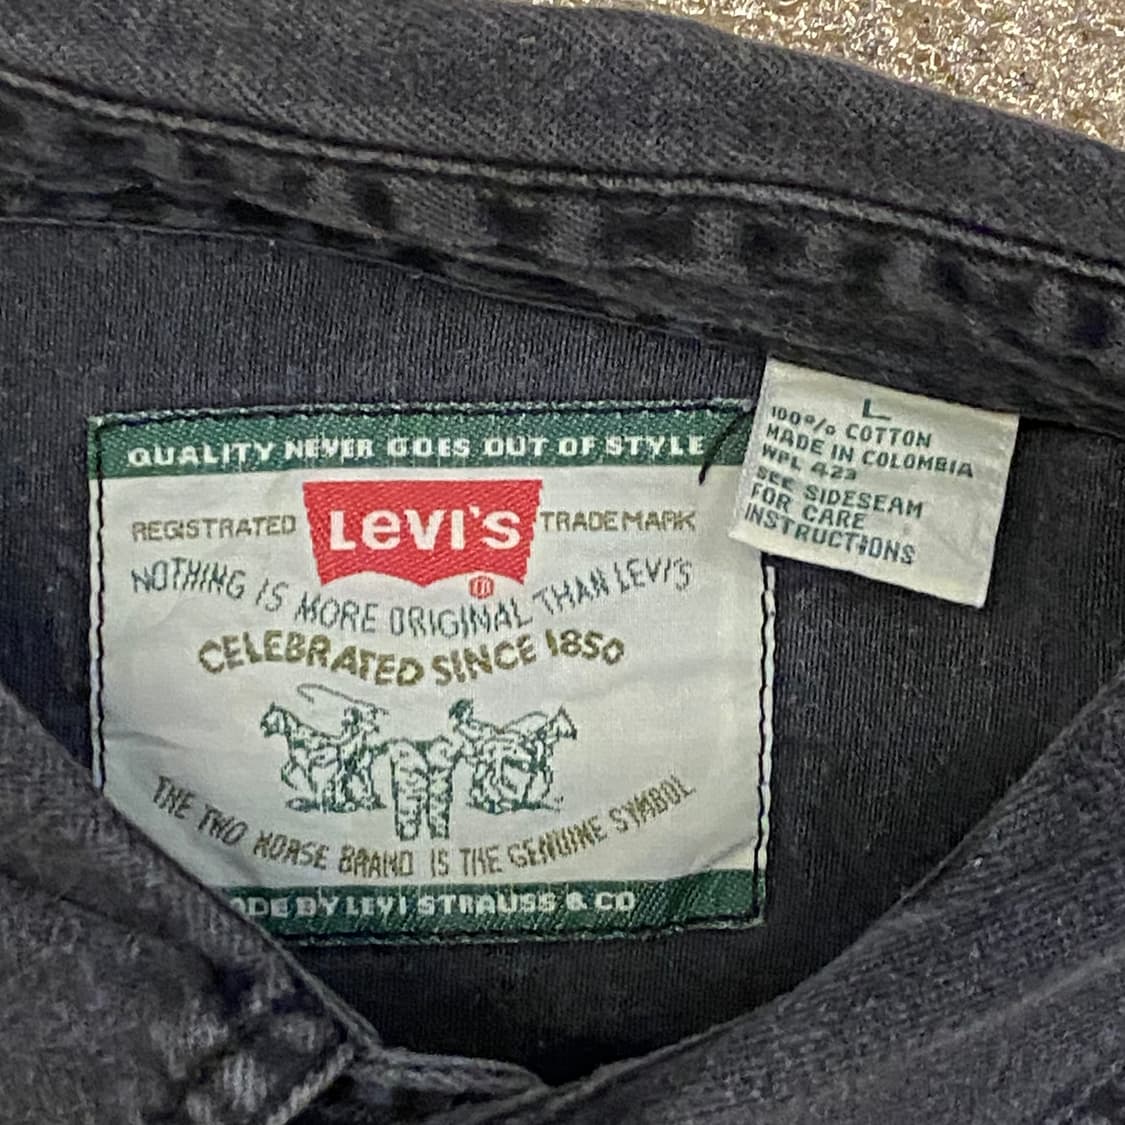 QUALITY NEVER GOES OUT OF STYLE
REGISTRATED LEVI'S TRADEMARK
NOTHING IS MORE ORIGINAL THAN LEVI'S
CELEBRATED SINCE 1850
THE TWO HORSE BRAND IS THE GENUINE SYMBOL
ADE BY LEVI STRAUSS & CO
L
100% COTTON
MADE IN COLOMBIA
WPL 423
SEE SIDESEAM
FOR CARE
INSTRUCTIONS